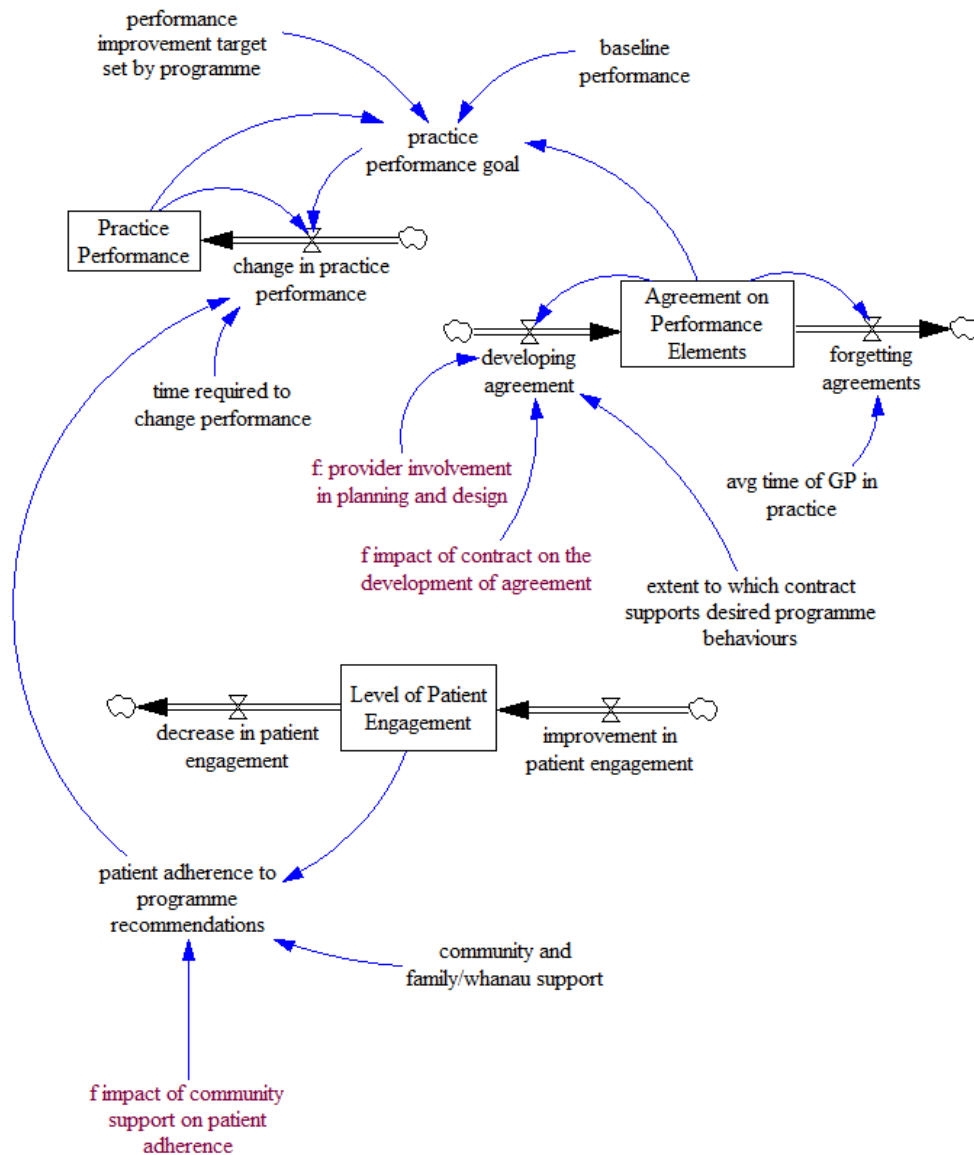 performance
improvement target
set by programme
baseline
performance
practice
performance goal
Practice
Performance
change in practice
performance
Agreement on
Performance
Elements
developing
agreement
forgetting
agreements
time required to
change performance
f: provider involvement
in planning and design
avg time of GP in
practice
f impact of contract on the
development of agreement
extent to which contract
supports desired programme
behaviours
Level of Patient
Engagement
decrease in patient
engagement
improvement in
patient engagement
patient adherence to
programme
recommendations
community and
family/whanau support
f impact of community
support on patient
adherence